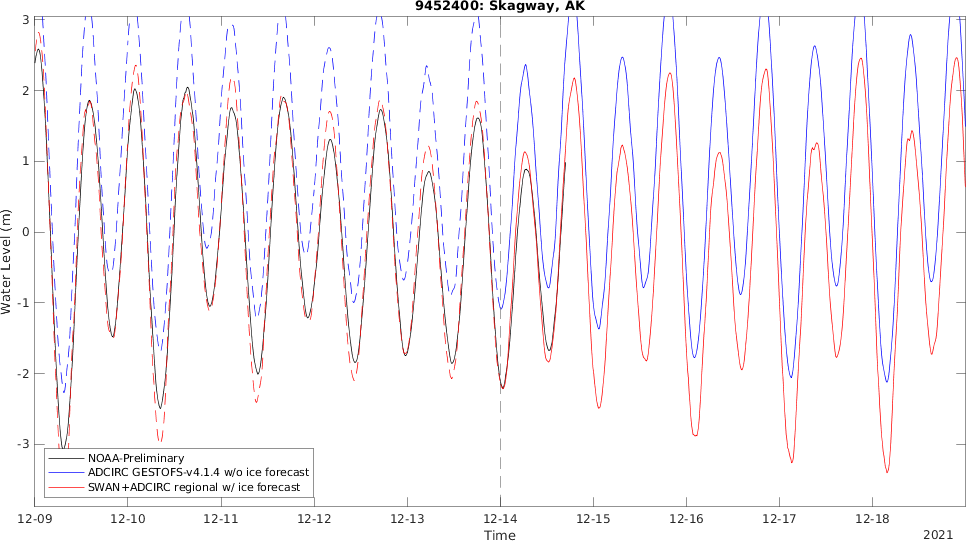 9452400: Skagway, AK
3
2
1
0
-1
-2
-3
Water Level (m)
NOAA-Preliminary
ADCIRC GESTOFS-v4.1.4 w/o ice forecast
SWAN+ADCIRC regional w/ ice forecast
12-09 12-10 12-11 12-12 12-13 12-14 12-15 12-16 12-17 12-18
Time
2021